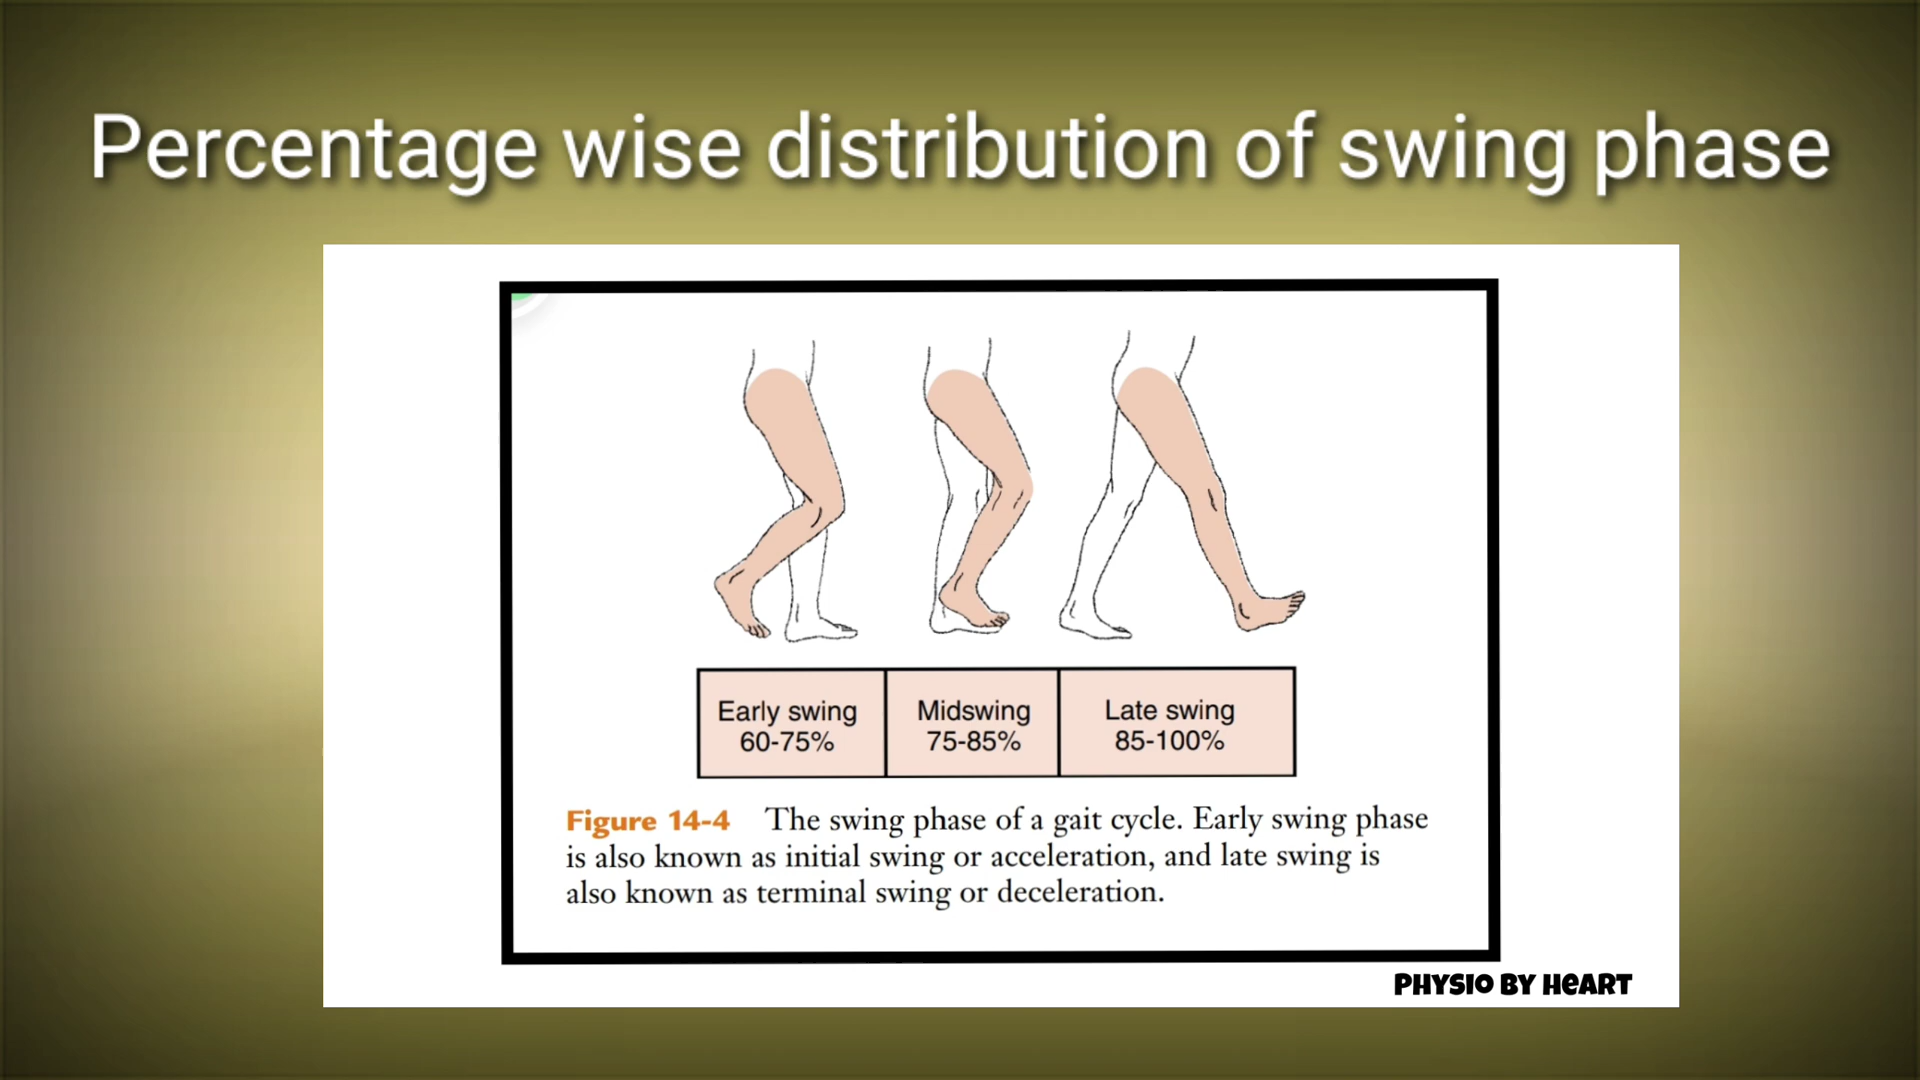 Percentage wise distribution of swing phase
Early swing
60-75%
Midswing
75-85%
Late swing
85-100%
Figure 14-4 The swing phase of a gait cycle. Early swing phase
is also known as initial swing or acceleration, and late swing is
also known as terminal swing or deceleration.
PHYSIO BY HeART